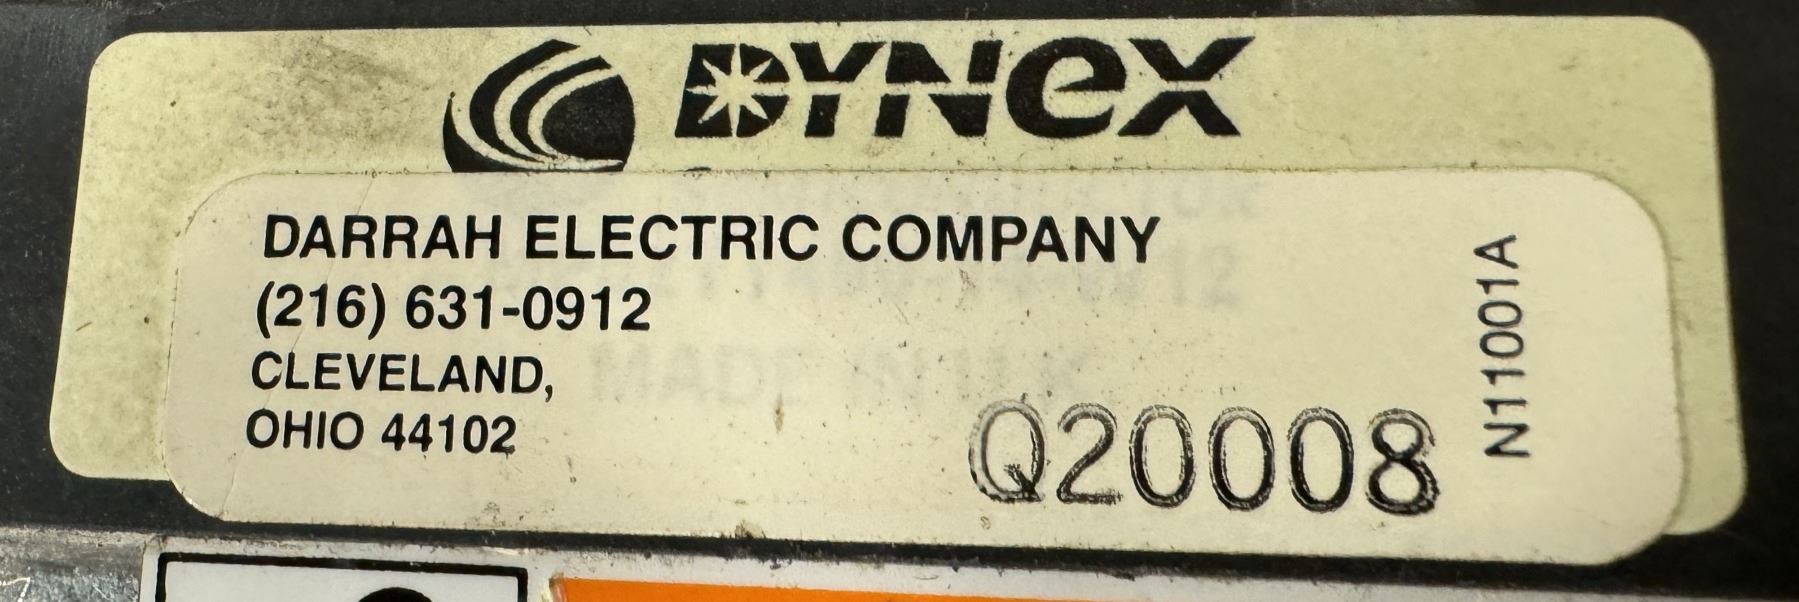 DYNEX
DARRAH ELECTRIC COMPANY
(216) 631-0912
CLEVELAND,
OHIO 44102
Q20008
N11001A